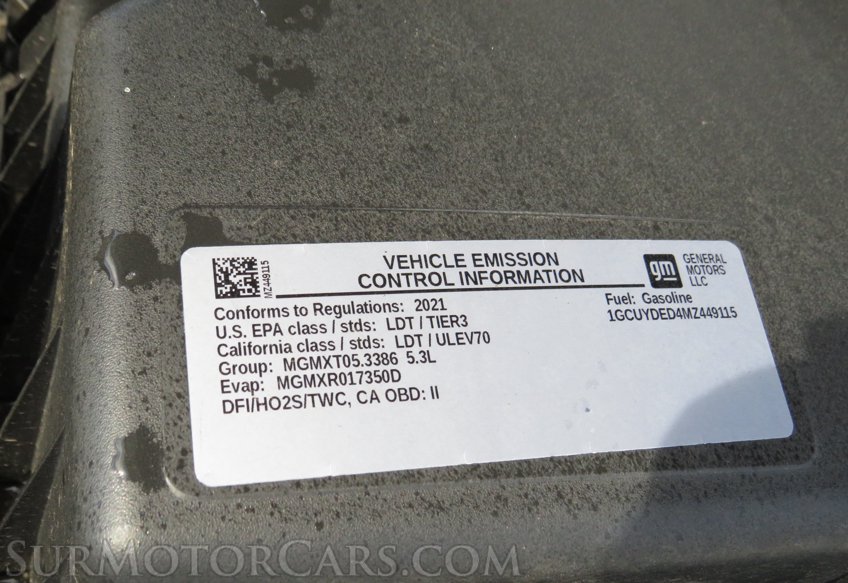 MZ449115
VEHICLE EMISSION
CONTROL INFORMATION
gm
GENERAL
MOTORS
LLC
Conforms to Regulations: 2021
U.S. EPA class / stds: LDT / TIER3
California class / stds: LDT / ULEV70
Group: MGMXT05.3386 5.3L
Evap: MGMXR017350D
DFI/HO2S/TWC, CA OBD: II
Fuel: Gasoline
1GCUYDED4MZ449115
SurMotorCars.com